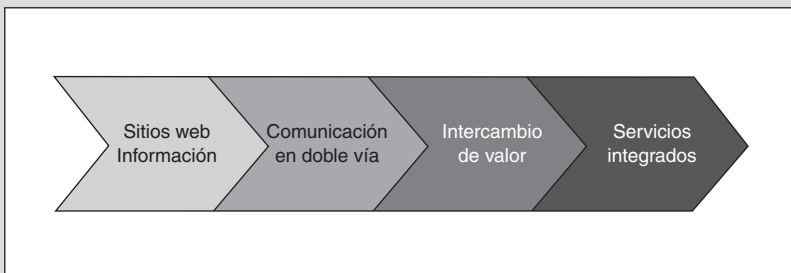 Sitios web
Información
Comunicación
en doble vía
Intercambio
de valor
Servicios
integrados